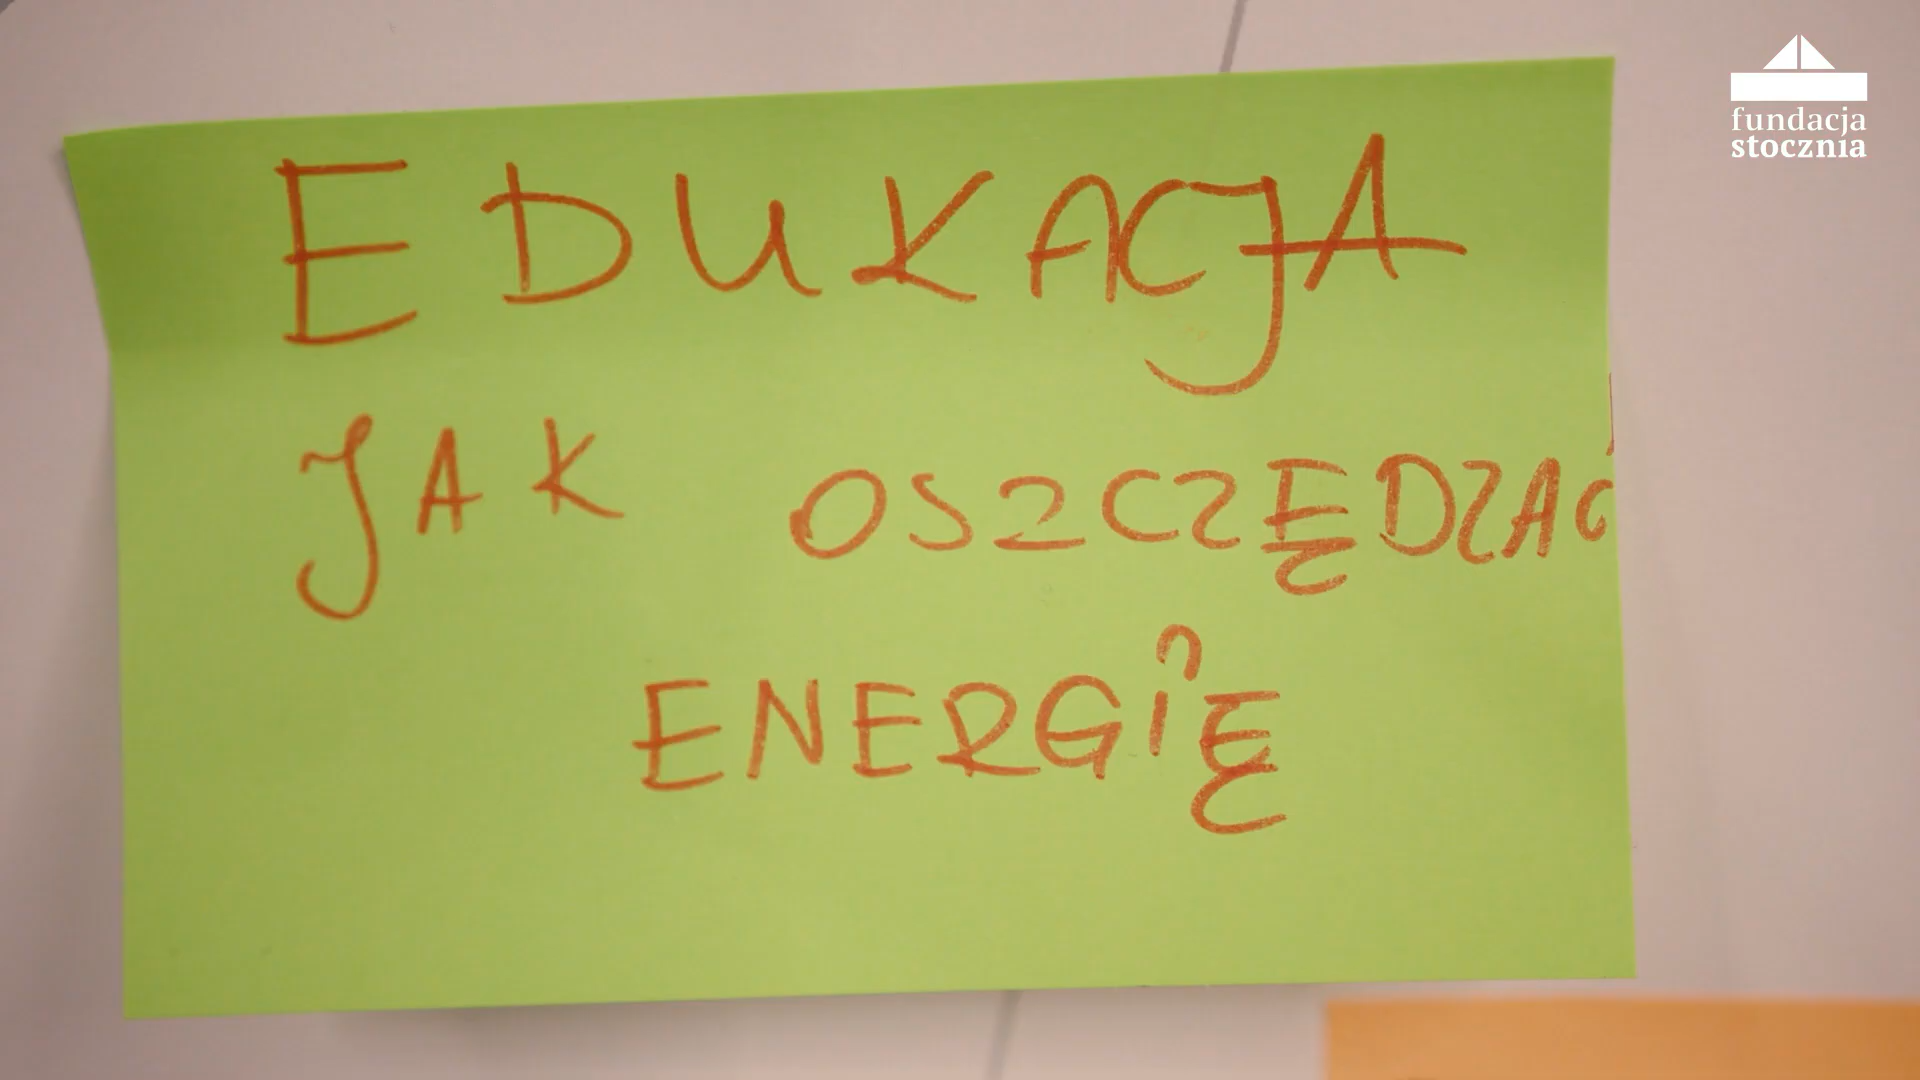 EDUKACJA
JAK OSZCZĘDZAĆ
ENERGIĘ
fundacja
stocznia